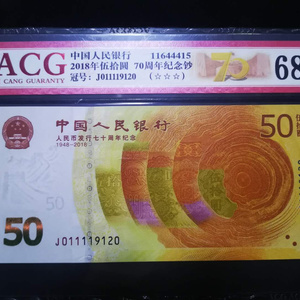 ACG
CANG GUARANTY
中国人民银行 11644415
2018年伍拾圆 70周年纪念钞
冠号：J011119120 (☆☆☆)
70
68
中国人民银行
人民币发行七十周年纪念
1948-2018
50
50
50
J011119120